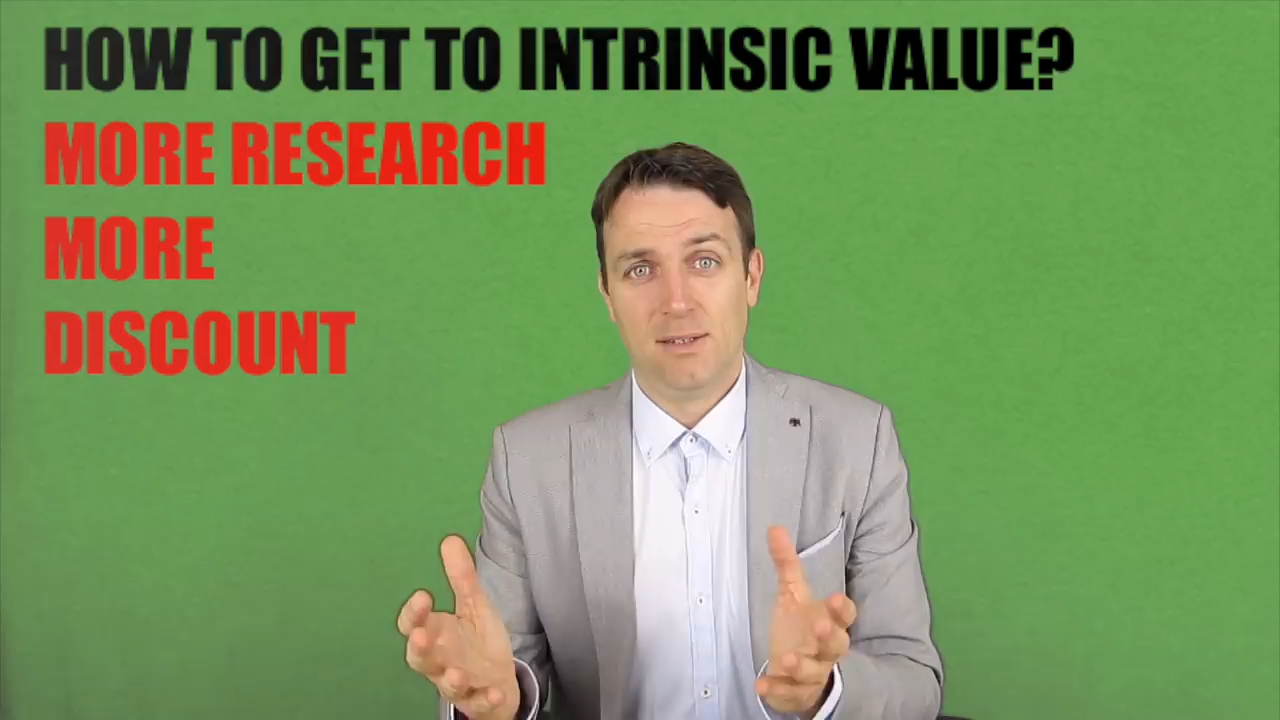 HOW TO GET TO INTRINSIC VALUE?
MORE RESEARCH
MORE
DISCOUNT